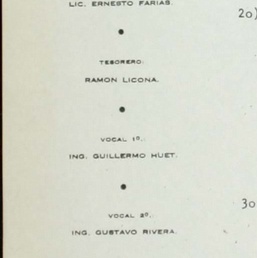 LIC. ERNESTO FARIAS.
2o)
TESORERO.
RAMON LICONA.
VOCAL 1º.
ING. GUILLERMO HUET.
VOCAL 2º.
3o
ING. GUSTAVO RIVERA.